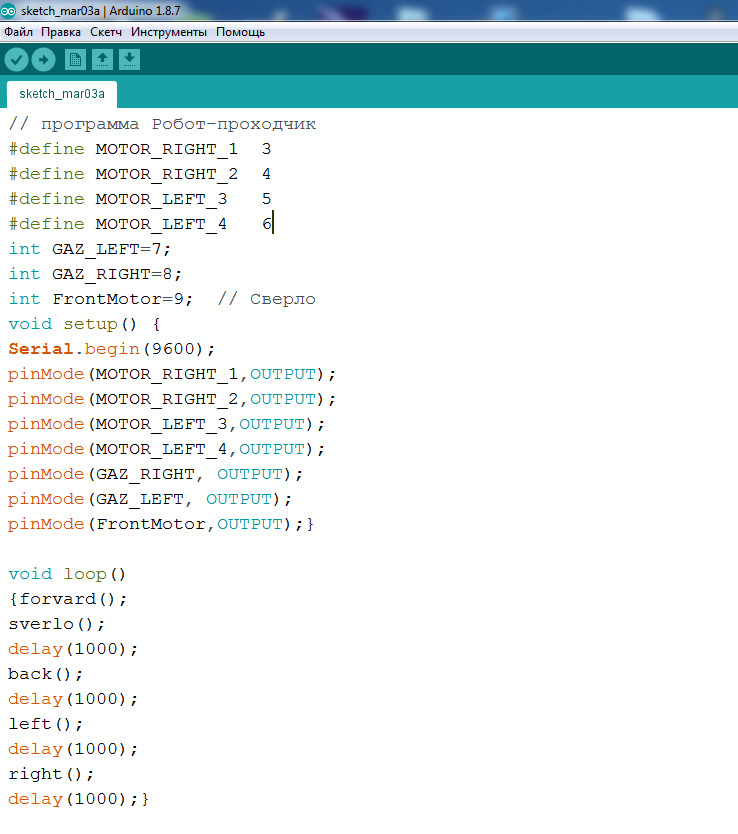 sketch_mar03a | Arduino 1.8.7
Файл Правка Скетч Инструменты Помощь
sketch_mar03a
// программа Робот-проходчик
#define MOTOR_RIGHT_1 3
#define MOTOR_RIGHT_2 4
#define MOTOR_LEFT_3 5
#define MOTOR_LEFT_4 6
int GAZ_LEFT=7;
int GAZ_RIGHT=8;
int FrontMotor=9; // Сверло
void setup() {
Serial.begin(9600);
pinMode(MOTOR_RIGHT_1,OUTPUT);
pinMode(MOTOR_RIGHT_2,OUTPUT);
pinMode(MOTOR_LEFT_3,OUTPUT);
pinMode(MOTOR_LEFT_4,OUTPUT);
pinMode(GAZ_RIGHT, OUTPUT);
pinMode(GAZ_LEFT, OUTPUT);
pinMode(FrontMotor,OUTPUT);}
void loop()
{forvard();
sverlo();
delay(1000);
back();
delay(1000);
left();
delay(1000);
right();
delay(1000);}